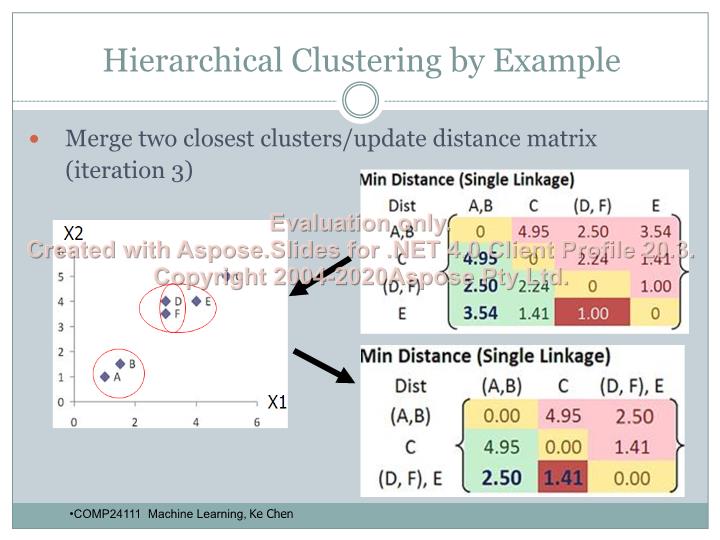 Hierarchical Clustering by Example
Merge two closest clusters/update distance matrix
(iteration 3)
Min Distance (Single Linkage)
Dist A,B C (D, F) E
A,B 0 4.95 2.50 3.54
C 4.95 0 2.24 1.41
(D, F) 2.50 2.24 0 1.00
E 3.54 1.41 1.00 0
Evaluation only.
Created with Aspose.Slides for .NET 4.0 Client Profile 20.3.
Copyright 2004-2020Aspose Pty Ltd.
X2
5
4 D E
3 F
2
1 A B
0
0 2 4 6
X1
Min Distance (Single Linkage)
Dist (A,B) C (D, F), E
(A,B) 0.00 4.95 2.50
C 4.95 0.00 1.41
(D, F), E 2.50 1.41 0.00
•COMP24111 Machine Learning, Ke Chen